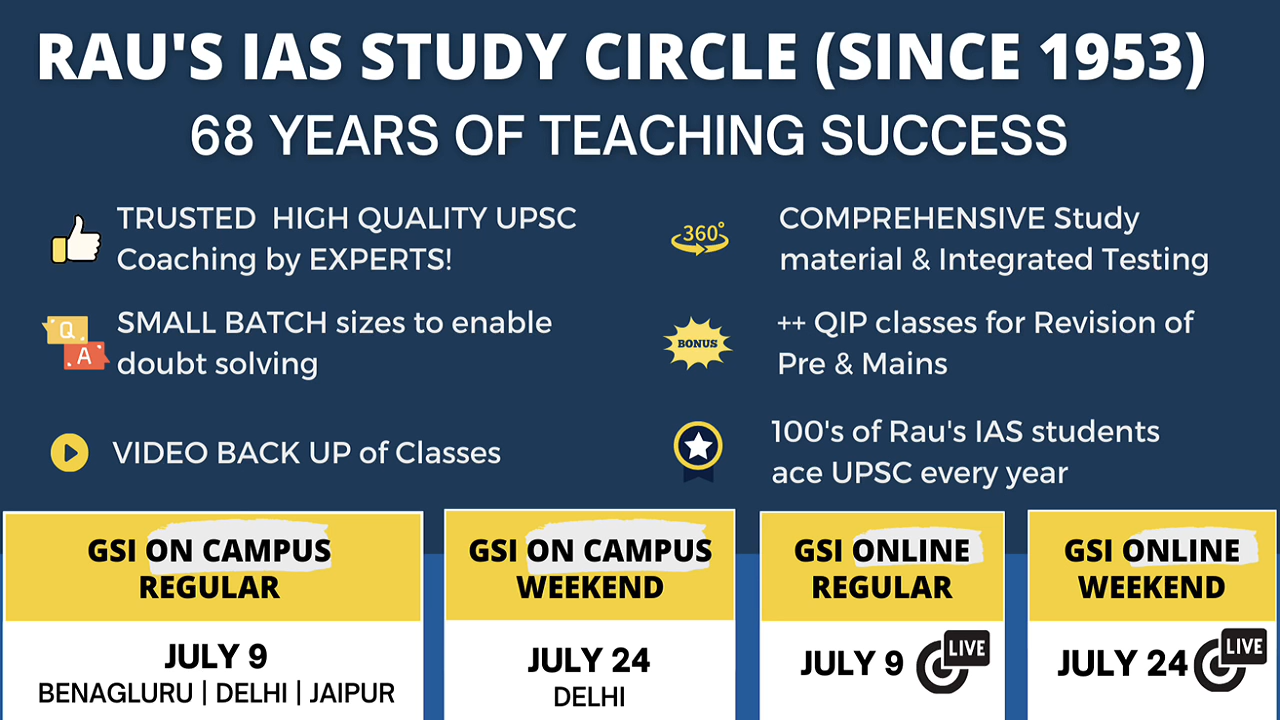 RAU'S IAS STUDY CIRCLE (SINCE 1953)
68 YEARS OF TEACHING SUCCESS
TRUSTED HIGH QUALITY UPSC
Coaching by EXPERTS!
360°
COMPREHENSIVE Study
material & Integrated Testing
Q
A
SMALL BATCH sizes to enable
doubt solving
BONUS
++ QIP classes for Revision of
Pre & Mains
VIDEO BACK UP of Classes
100's of Rau's IAS students
ace UPSC every year
GSI ON CAMPUS
REGULAR
JULY 9
BENAGLURU | DELHI | JAIPUR
GSI ON CAMPUS
WEEKEND
JULY 24
DELHI
GSI ONLINE
REGULAR
JULY 9
LIVE
GSI ONLINE
WEEKEND
JULY 24
LIVE